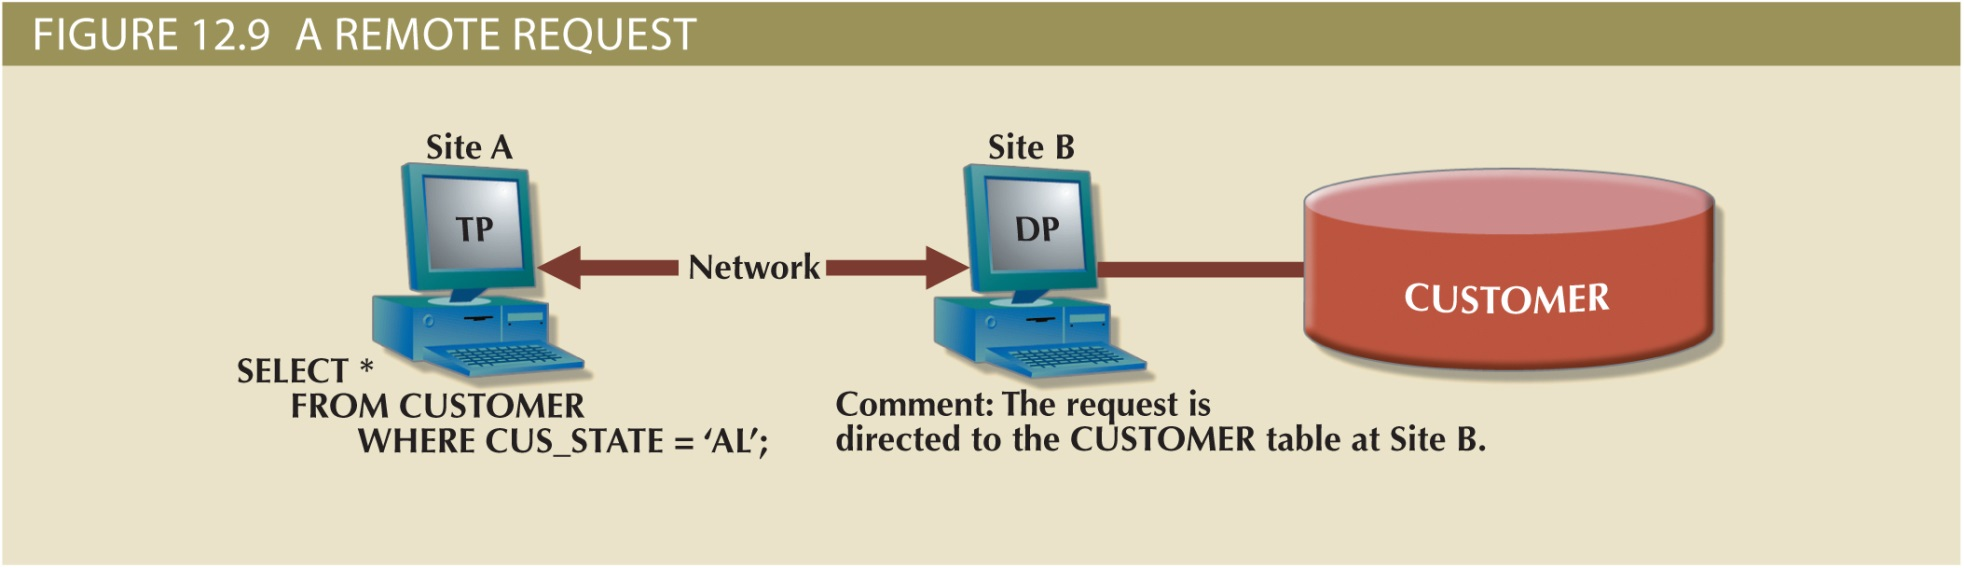 FIGURE 12.9 A REMOTE REQUEST
Site A
TP
Network
Site B
DP
CUSTOMER
SELECT *
FROM CUSTOMER
WHERE CUS_STATE = ‘AL’;
Comment: The request is
directed to the CUSTOMER table at Site B.